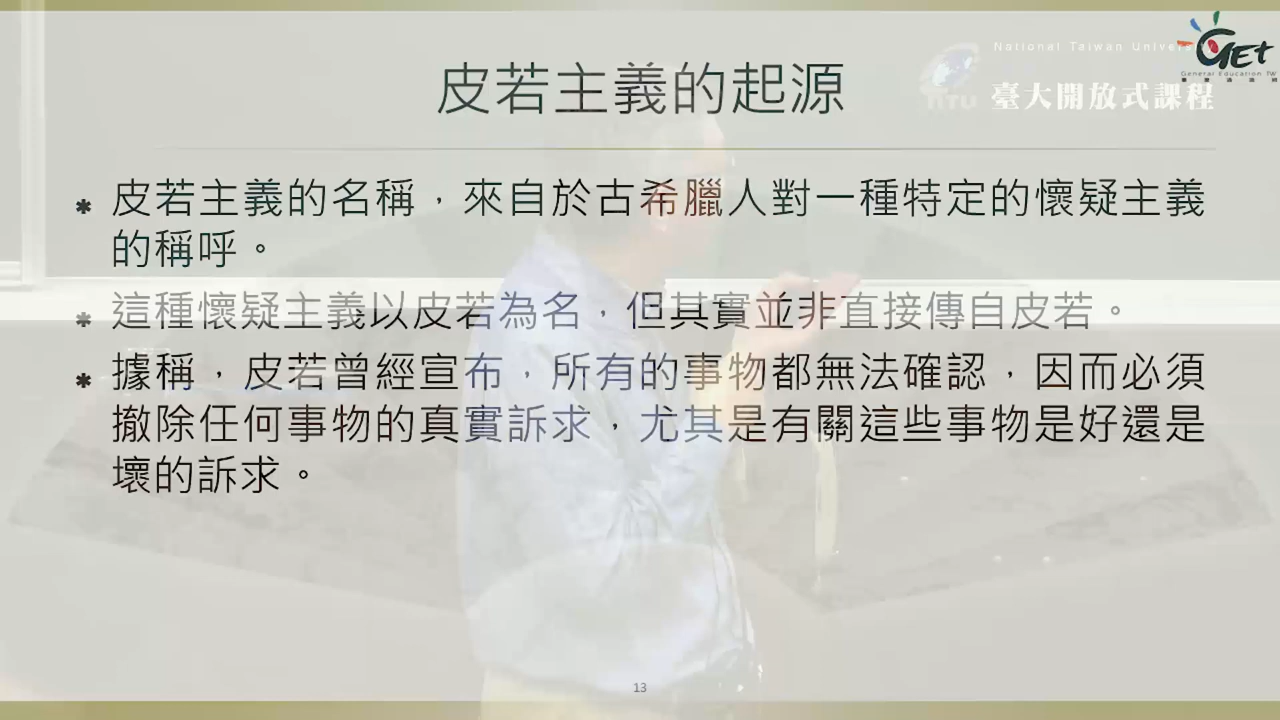 National Taiwan University
GET
General Education TW
臺大開放式課程
NTU
皮若主義的起源
皮若主義的名稱，來自於古希臘人對一種特定的懷疑主義
的稱呼。
這種懷疑主義以皮若為名，但其實並非直接傳自皮若。
據稱，皮若曾經宣布，所有的事物都無法確認，因而必須
撤除任何事物的真實訴求，尤其是有關這些事物是好還是
壞的訴求。
13